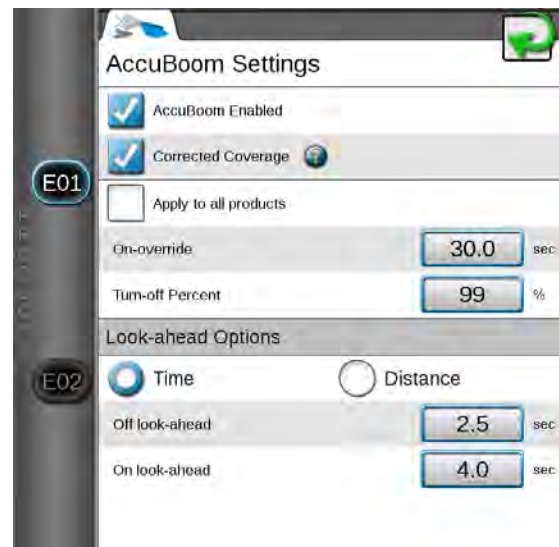 AccuBoom Settings
AccuBoom Enabled
Corrected Coverage ?
E01
Apply to all products
On-override 30.0 sec
Turn-off Percent 99 %
Look-ahead Options
E02
Time Distance
Off look-ahead 2.5 sec
On look-ahead 4.0 sec